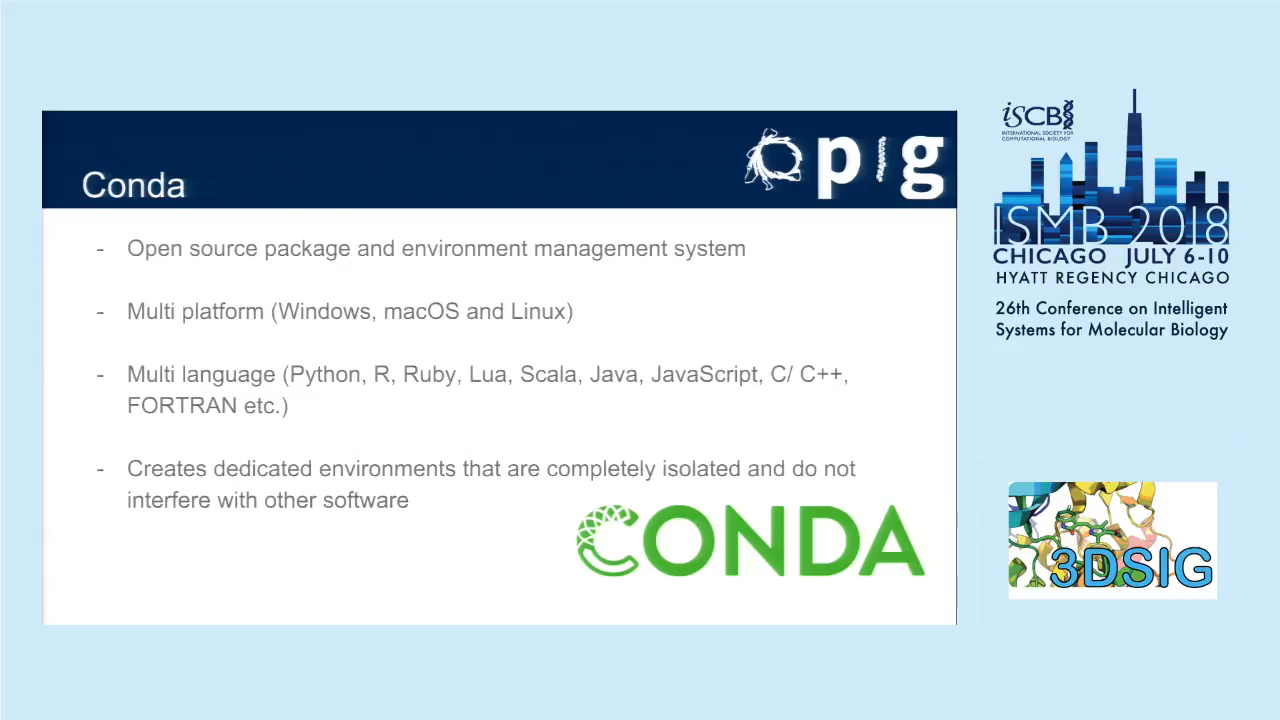 Conda
opig
- Open source package and environment management system
- Multi platform (Windows, macOS and Linux)
- Multi language (Python, R, Ruby, Lua, Scala, Java, JavaScript, C/ C++,
FORTRAN etc.)
- Creates dedicated environments that are completely isolated and do not
interfere with other software
CONDA
iSCB
INTERNATIONAL SOCIETY FOR
COMPUTATIONAL BIOLOGY
ISMB 2018
CHICAGO JULY 6-10
HYATT REGENCY CHICAGO
26th Conference on Intelligent
Systems for Molecular Biology
3DSIG